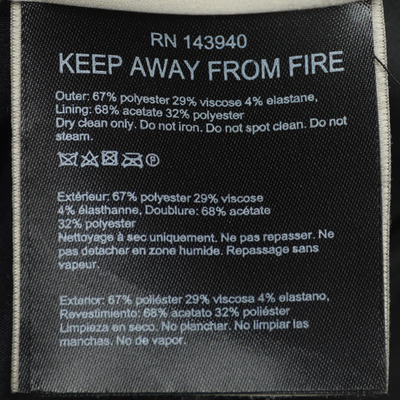 RN 143940
KEEP AWAY FROM FIRE
Outer: 67% polyester 29% viscose 4% elastane,
Lining: 68% acetate 32% polyester
Dry clean only. Do not iron. Do not spot clean. Do not
steam.
P
Extérieur: 67% polyester 29% viscose
4% élasthanne, Doublure: 68% acétate
32% polyester
Nettoyage à sec uniquement. Ne pas repasser. Ne
pas detacher en zone humide. Repassage sans
vapeur.
Exterior: 67% poliéster 29% viscosa 4% elastano,
Revestimiento: 68% acetato 32% poliéster
Limpieza en seco. No planchar. No limpiar las
manchas. No de vapor.